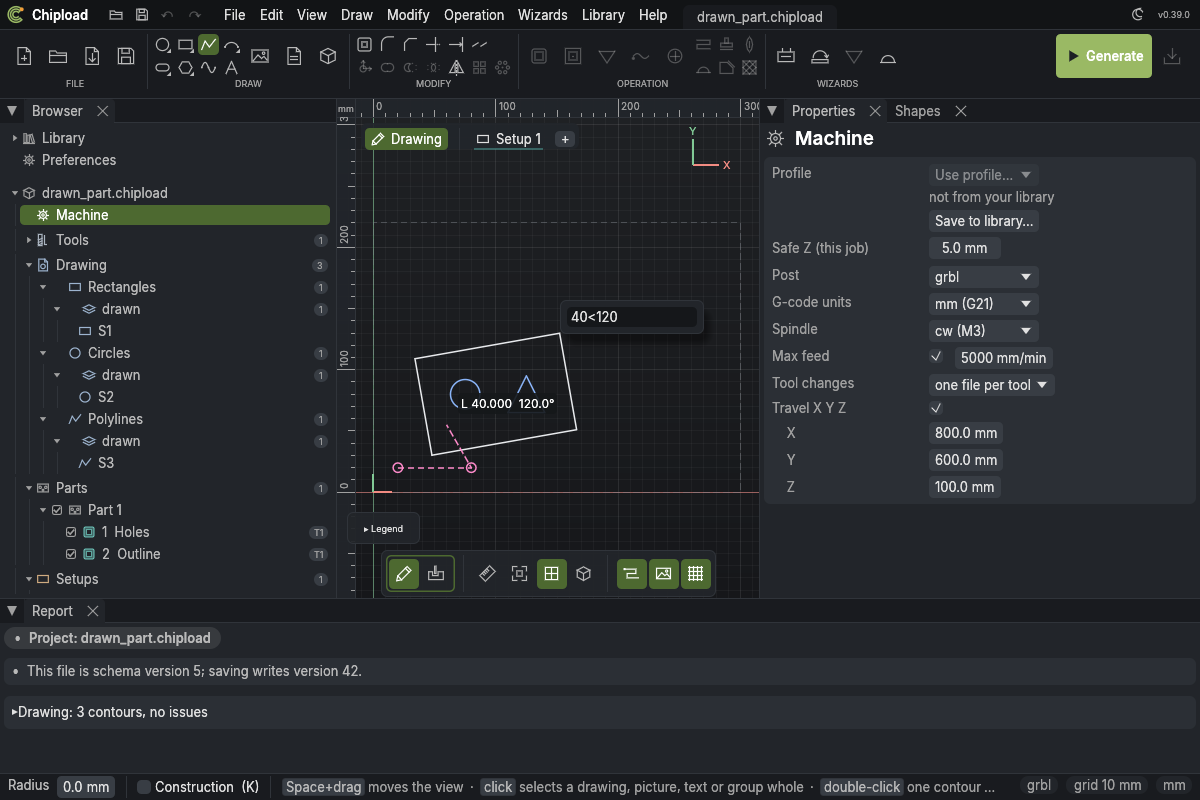 Chipload File Edit View Draw Modify Operation Wizards Library Help drawn_part.chipload v0.39.0
Generate
FILE DRAW MODIFY OPERATION WIZARDS
Browser
Library
Preferences
drawn_part.chipload
Machine
Tools 1
Drawing 3
Rectangles 1
drawn 1
S1
Circles 1
drawn 1
S2
Polylines 1
drawn 1
S3
Parts 1
Part 1
1 Holes T1
2 Outline T1
Setups 1
mm 0 100 200 300
3
200
100
0
Drawing Setup 1 +
Y
X
40<120
L 40.000 120.0°
Legend
Properties Shapes
Machine
Profile Use profile...
not from your library
Save to library...
Safe Z (this job) 5.0 mm
Post grbl
G-code units mm (G21)
Spindle cw (M3)
Max feed 5000 mm/min
Tool changes one file per tool
Travel X Y Z
X 800.0 mm
Y 600.0 mm
Z 100.0 mm
Report
• Project: drawn_part.chipload
• This file is schema version 5; saving writes version 42.
Drawing: 3 contours, no issues
Radius 0.0 mm Construction (K) Space+drag moves the view · click selects a drawing, picture, text or group whole · double-click one contour ... grbl grid 10 mm mm